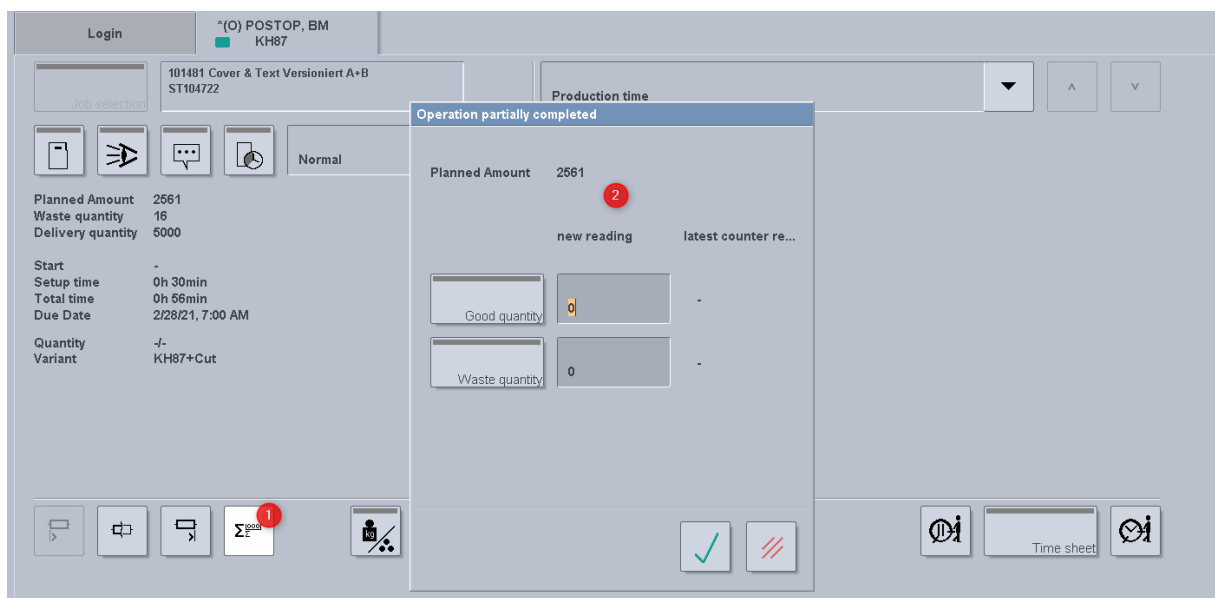 Login
*(O) POSTOP, BM
KH87
Job selection
101481 Cover & Text Versioniert A+B
ST104722
Production time
Operation partially completed
Normal
Planned Amount 2561
Waste quantity 16
Delivery quantity 5000
Start -
Setup time 0h 30min
Total time 0h 56min
Due Date 2/28/21, 7:00 AM
Quantity -/-
Variant KH87+Cut
Planned Amount 2561
2
new reading latest counter re...
Good quantity 0 -
Waste quantity 0 -
1
kg
Time sheet